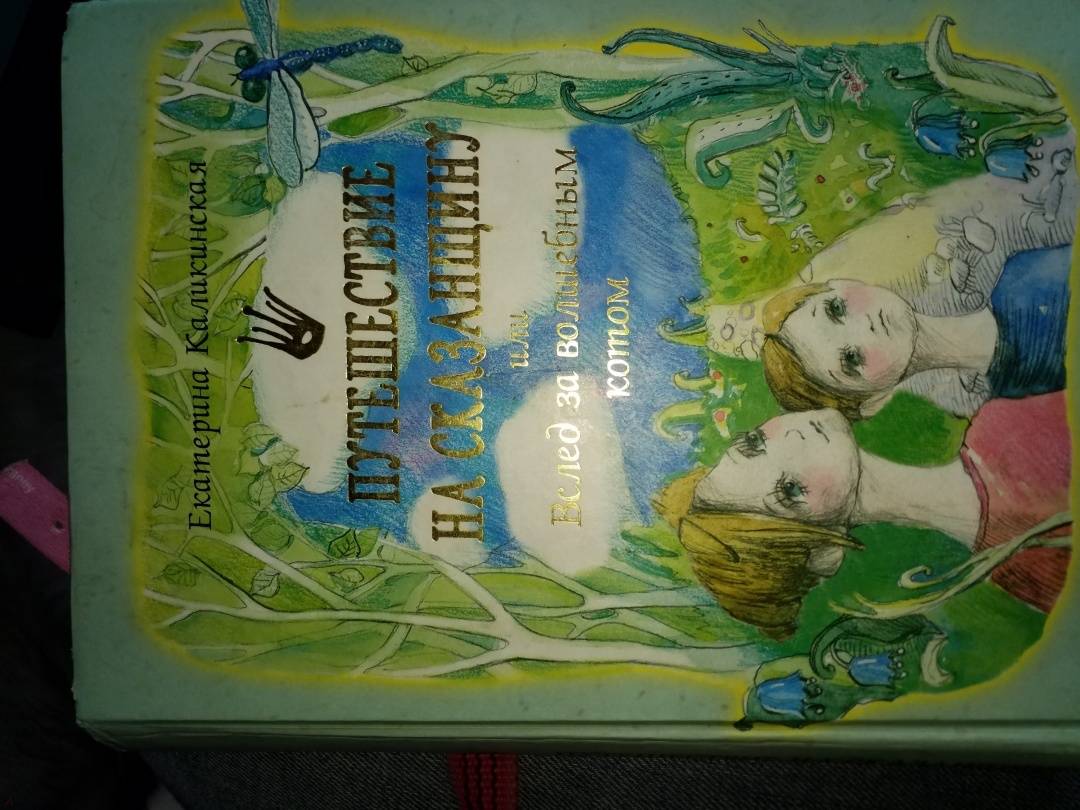 Екатерина Каликинская
ПУТЕШЕСТВИЕ
НА СКАЗАНЩИНУ
или
Вслед за волшебным
котом